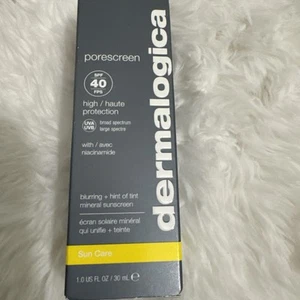 porescreen
SPF
40
FPS
high / haute
protection
UVA
UVB
broad spectrum
large spectre
with / avec
niacinamide
dermalogica
blurring + hint of tint
mineral sunscreen
écran solaire minéral
qui unifie + teinte
Sun Care
1.0 US FL OZ / 30 mL e